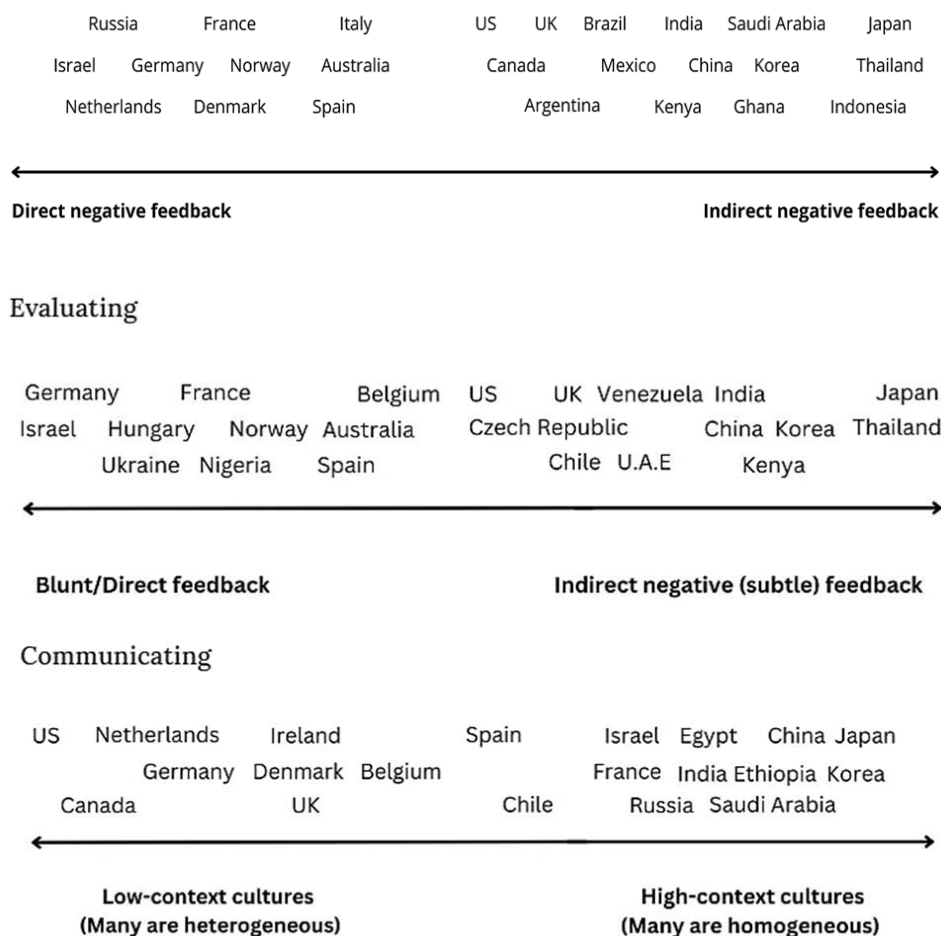 Russia France Italy US UK Brazil India Saudi Arabia Japan
Israel Germany Norway Australia Canada Mexico China Korea Thailand
Netherlands Denmark Spain Argentina Kenya Ghana Indonesia
Direct negative feedback Indirect negative feedback
Evaluating
Germany France Belgium US UK Venezuela India Japan
Israel Hungary Norway Australia Czech Republic China Korea Thailand
Ukraine Nigeria Spain Chile U.A.E Kenya
Blunt/Direct feedback Indirect negative (subtle) feedback
Communicating
US Netherlands Ireland Spain Israel Egypt China Japan
Germany Denmark Belgium France India Ethiopia Korea
Canada UK Chile Russia Saudi Arabia
Low-context cultures High-context cultures
(Many are heterogeneous) (Many are homogeneous)